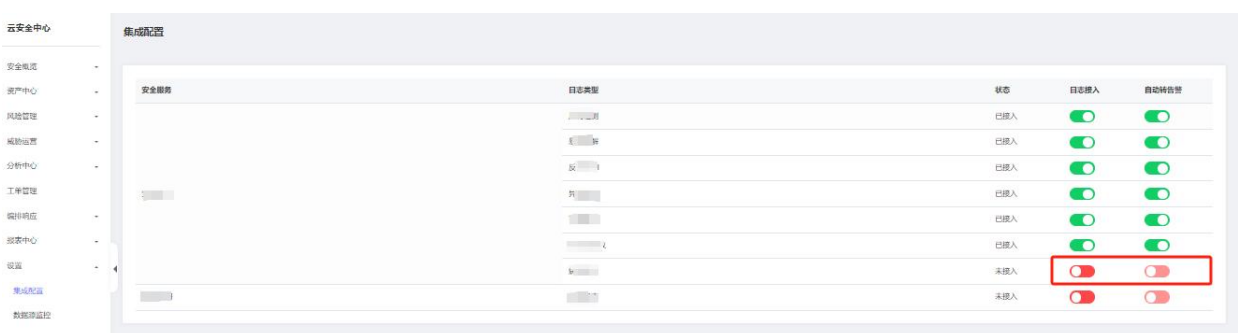 云安全中心
集成配置
安全概览
资产中心
风险管理
威胁运营
分析中心
工单管理
编排响应
报表中心
设置
集成配置
数据源监控
安全服务 日志类型 状态 日志接入 自动转告警
已接入
已接入
反 已接入
已接入
已接入
已接入
未接入
未接入